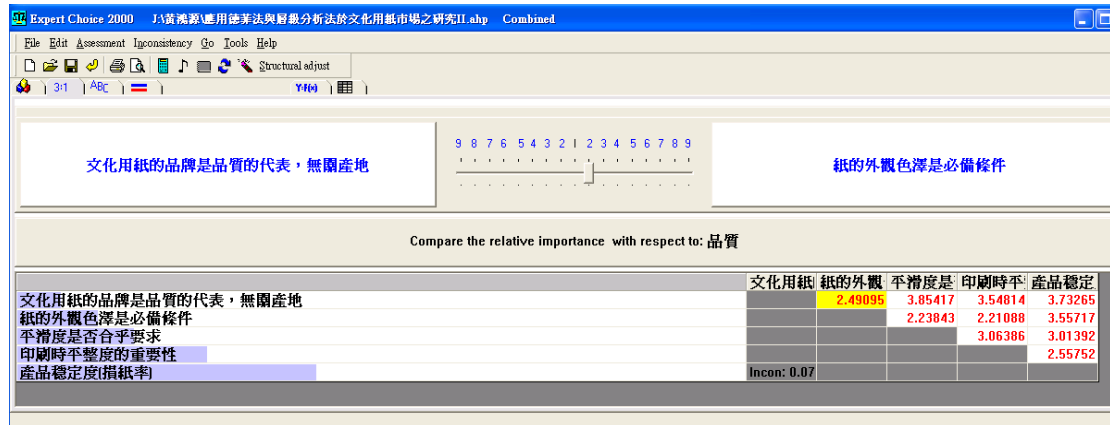 Expert Choice 2000 J:\黃鴻源\應用德菲法與層級分析法於文化用紙市場之研究II.ahp Combined
File Edit Assessment Inconsistency Go Tools Help
Structural adjust
3:1 ABC Y:F(x)
9 8 7 6 5 4 3 2 1 2 3 4 5 6 7 8 9
文化用紙的品牌是品質的代表，無關產地
紙的外觀色澤是必備條件
Compare the relative importance with respect to: 品質
文化用紙 紙的外觀 平滑度是 印刷時平 產品穩定
文化用紙的品牌是品質的代表，無關產地 2.49095 3.85417 3.54814 3.73265
紙的外觀色澤是必備條件 2.23843 2.21088 3.55717
平滑度是否合乎要求 3.06386 3.01392
印刷時平整度的重要性 2.55752
產品穩定度(損紙率) Incon: 0.07